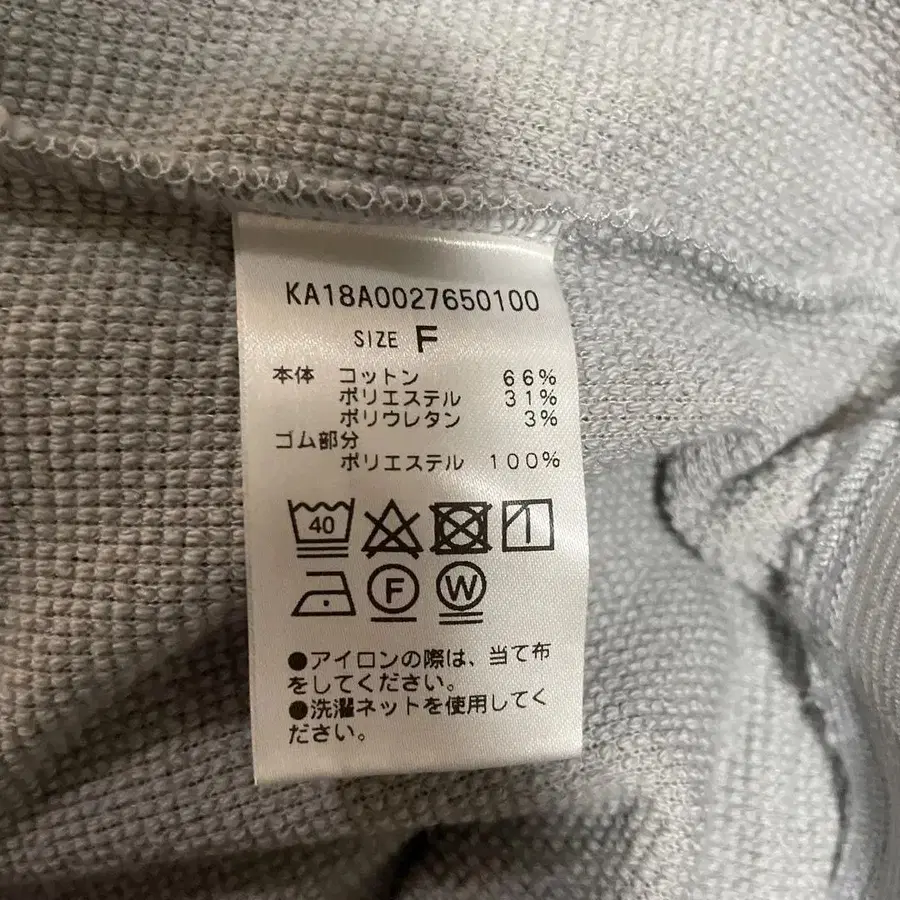 KA18A0027650100
SIZE F
本体 コットン 66%
ポリエステル 31%
ポリウレタン 3%
ゴム部分
ポリエステル 100%
40
F W
●アイロンの際は、当て布
をしてください。
●洗濯ネットを使用してく
ださい。